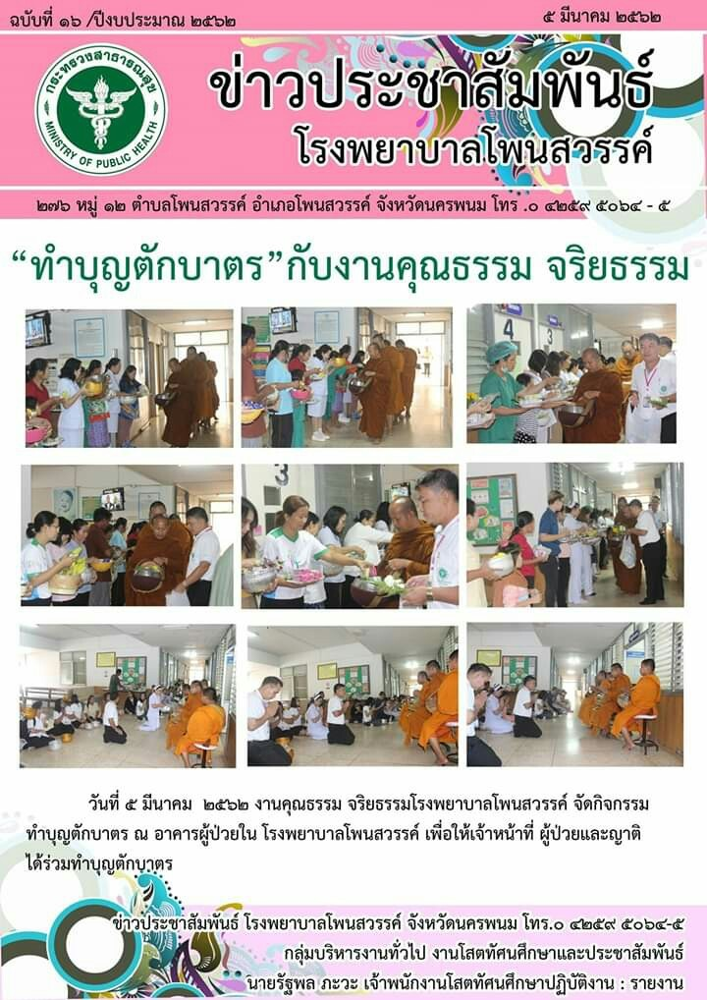 ฉบับที่ ๑๖ /ปีงบประมาณ ๒๕๖๒
๕ มีนาคม ๒๕๖๒
กระทรวงสาธารณสุข
MINISTRY OF PUBLIC HEALTH
ข่าวประชาสัมพันธ์
โรงพยาบาลโพนสวรรค์
๒๗๖ หมู่ ๑๒ ตำบลโพนสวรรค์ อำเภอโพนสวรรค์ จังหวัดนครพนม โทร .๐ ๔๒๕๙ ๕๐๖๔ - ๕
“ทำบุญตักบาตร”กับงานคุณธรรม จริยธรรม
4 3
3
วันที่ ๕ มีนาคม ๒๕๖๒ งานคุณธรรม จริยธรรมโรงพยาบาลโพนสวรรค์ จัดกิจกรรม
ทำบุญตักบาตร ณ อาคารผู้ป่วยใน โรงพยาบาลโพนสวรรค์ เพื่อให้เจ้าหน้าที่ ผู้ป่วยและญาติ
ได้ร่วมทำบุญตักบาตร
ข่าวประชาสัมพันธ์ โรงพยาบาลโพนสวรรค์ จังหวัดนครพนม โทร.๐ ๔๒๕๙ ๕๐๖๔-๕
กลุ่มบริหารงานทั่วไป งานโสตทัศนศึกษาและประชาสัมพันธ์
นายรัฐพล ภะวะ เจ้าพนักงานโสตทัศนศึกษาปฏิบัติงาน : รายงาน